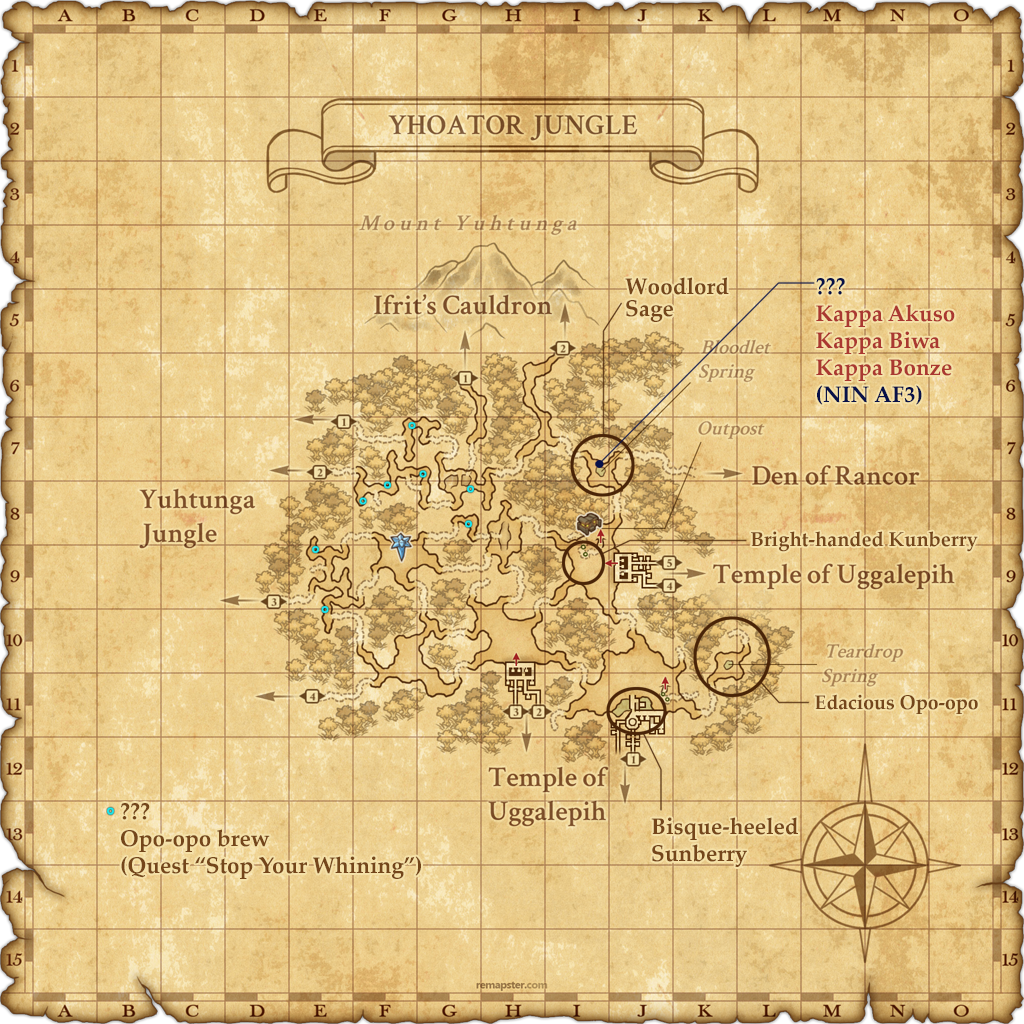 A B C D E F G H I J K L M N O
1 1
YHOATOR JUNGLE
2 2
3 3
Mount Yuhtunga
4 4
Woodlord
Sage
???
Ifrit's Cauldron
5 5
Kappa Akuso
Kappa Biwa
Kappa Bonze
(NIN AF3)
Bloodlet
Spring
2
1
6 6
1
Outpost
7 7
2
Den of Rancor
Yuhtunga
Jungle
8 8
Bright-handed Kunberry
5
4
Temple of Uggalepih
9 9
3
10 10
Teardrop
Spring
4
Edacious Opo-opo
11 11
3 2
1
12 12
Temple of
Uggalepih
???
Opo-opo brew
(Quest “Stop Your Whining”)
13 13
Bisque-heeled
Sunberry
14 14
15 15
remapster.com
A B C D E F G H I J K L M N O